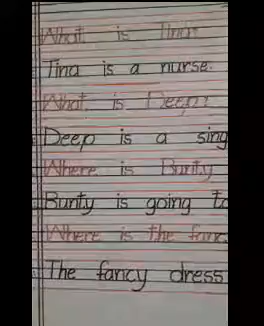 What is Tina
Tina is a nurse.
What is Deep?
Deep is a sing
Where is Bunty
Bunty is going to
Where is the fanc
The fancy dress